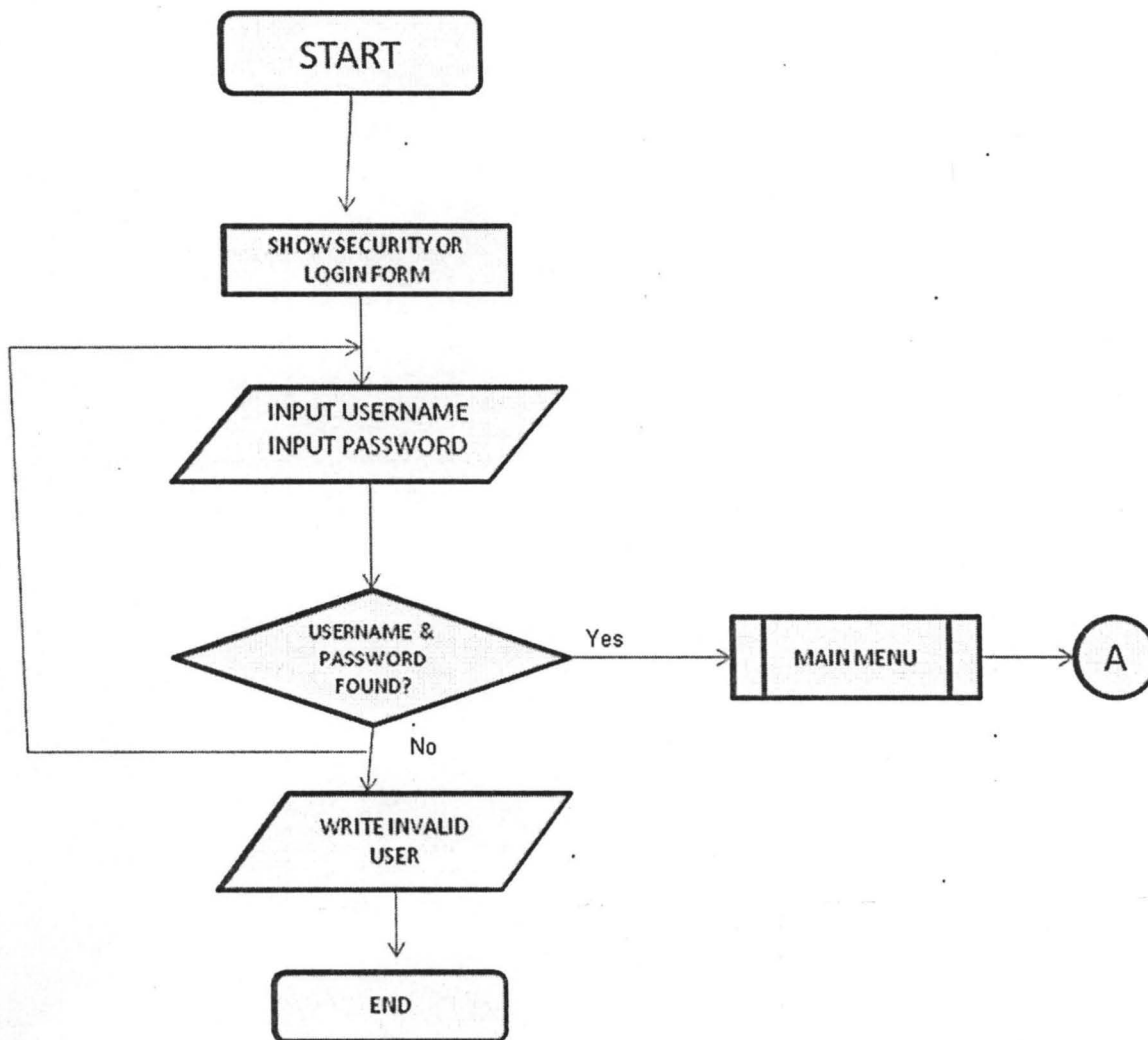 START
SHOW SECURITY OR
LOGIN FORM
INPUT USERNAME
INPUT PASSWORD
USERNAME &
PASSWORD
FOUND?
Yes
MAIN MENU
A
No
WRITE INVALID
USER
END